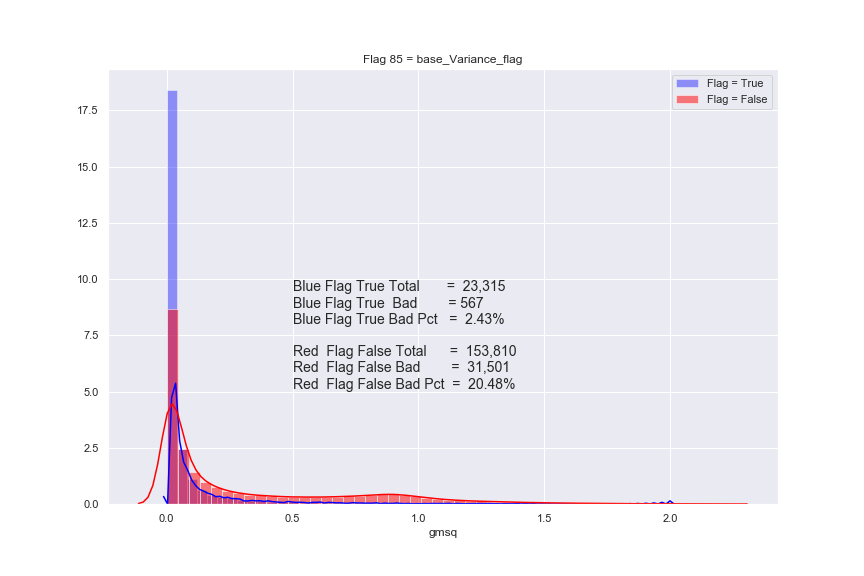 Flag 85 = base_Variance_flag
Flag = True
Flag = False
17.5
15.0
12.5
10.0
7.5
5.0
2.5
0.0
Blue Flag True Total = 23,315
Blue Flag True Bad = 567
Blue Flag True Bad Pct = 2.43%
Red Flag False Total = 153,810
Red Flag False Bad = 31,501
Red Flag False Bad Pct = 20.48%
0.0 0.5 1.0 1.5 2.0
gmsq